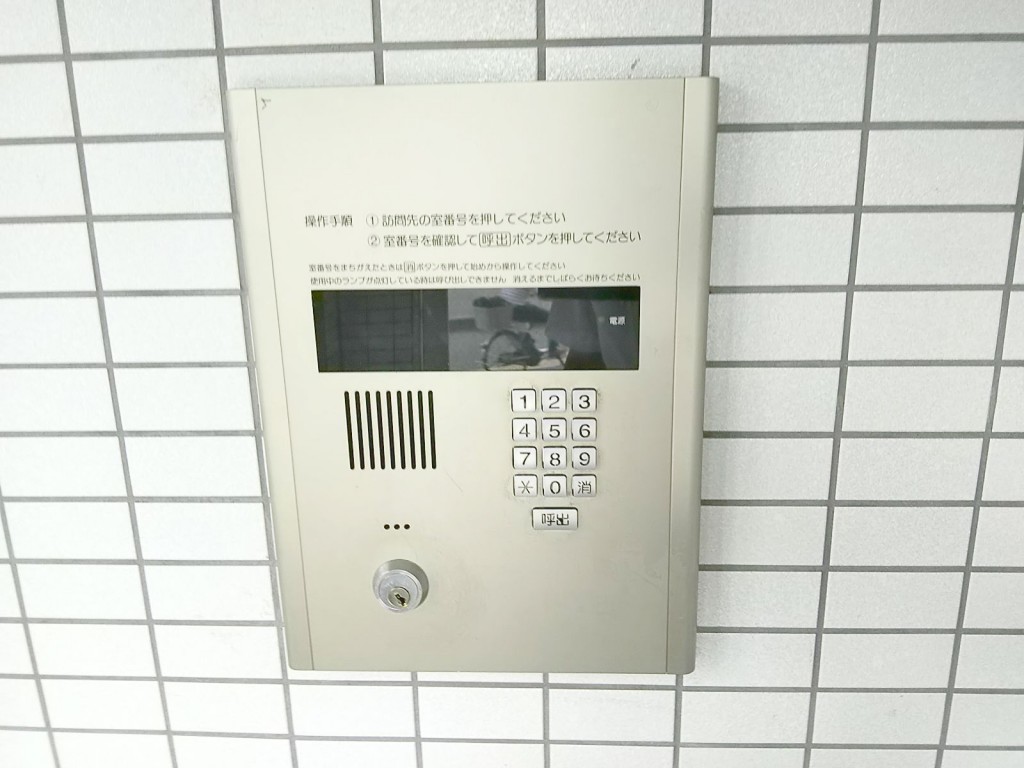 操作手順 ①訪問先の室番号を押してください
②室番号を確認して呼出ボタンを押してください
室番号をまちがえたときは消ボタンを押して始めから操作してください
使用中のランプが点灯している時は呼び出しできません 消えるまでしばらくお待ちください
電源
1 2 3
4 5 6
7 8 9
＊ 0 消
呼出